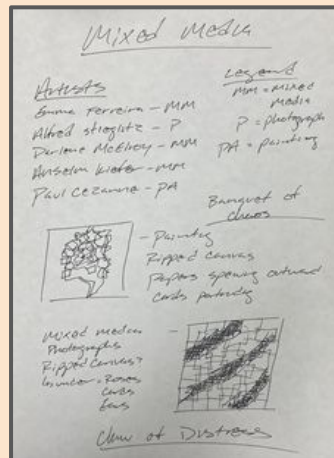 Mixed Media
Artists
Emma Ferreira - MM
Alfred Stieglitz - P
Darlene McElroy - MM
Anselm Kiefer - MM
Paul Cezanne - PA
Legend
MM = Mixed
Media
P = photograph
PA = painting
Banquet of
chaos
- Painting
Ripped canvas
Papers spewing outward
Cards
Mixed media -
Photographs
Ripped Canvas?
Roses
Cards
Claw of Distress